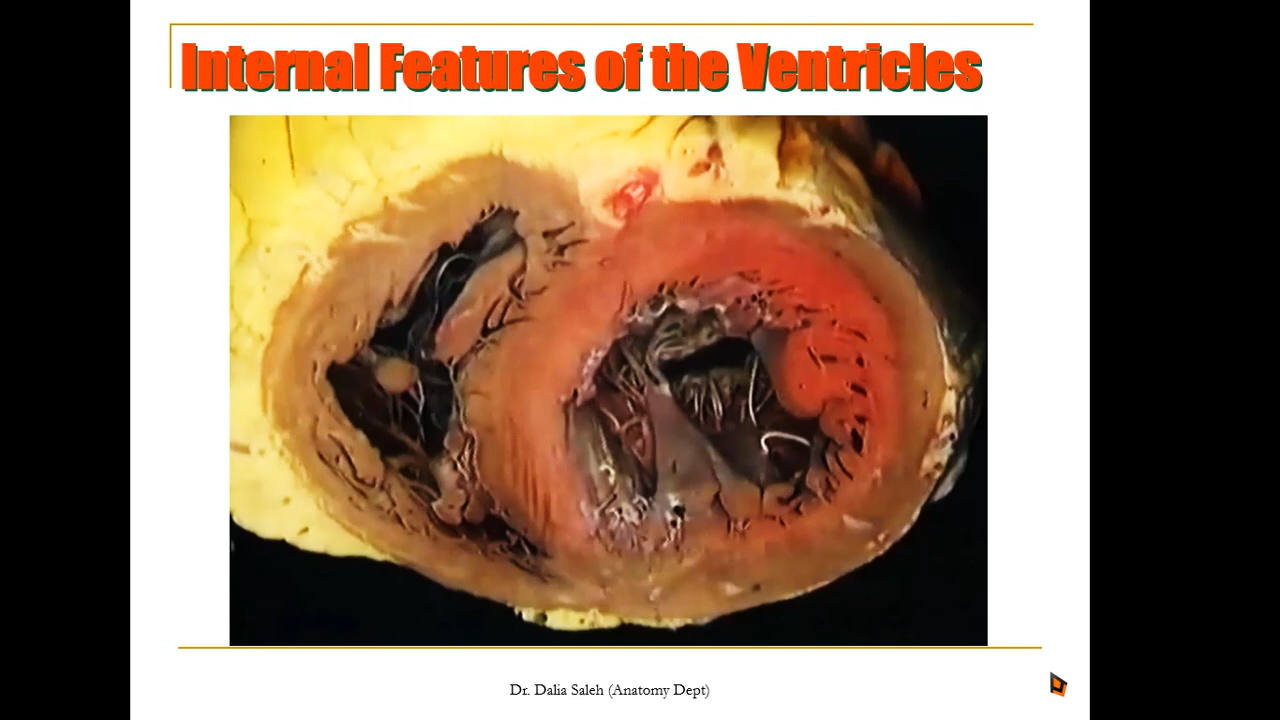 Internal Features of the Ventricles
Dr. Dalia Saleh (Anatomy Dept)